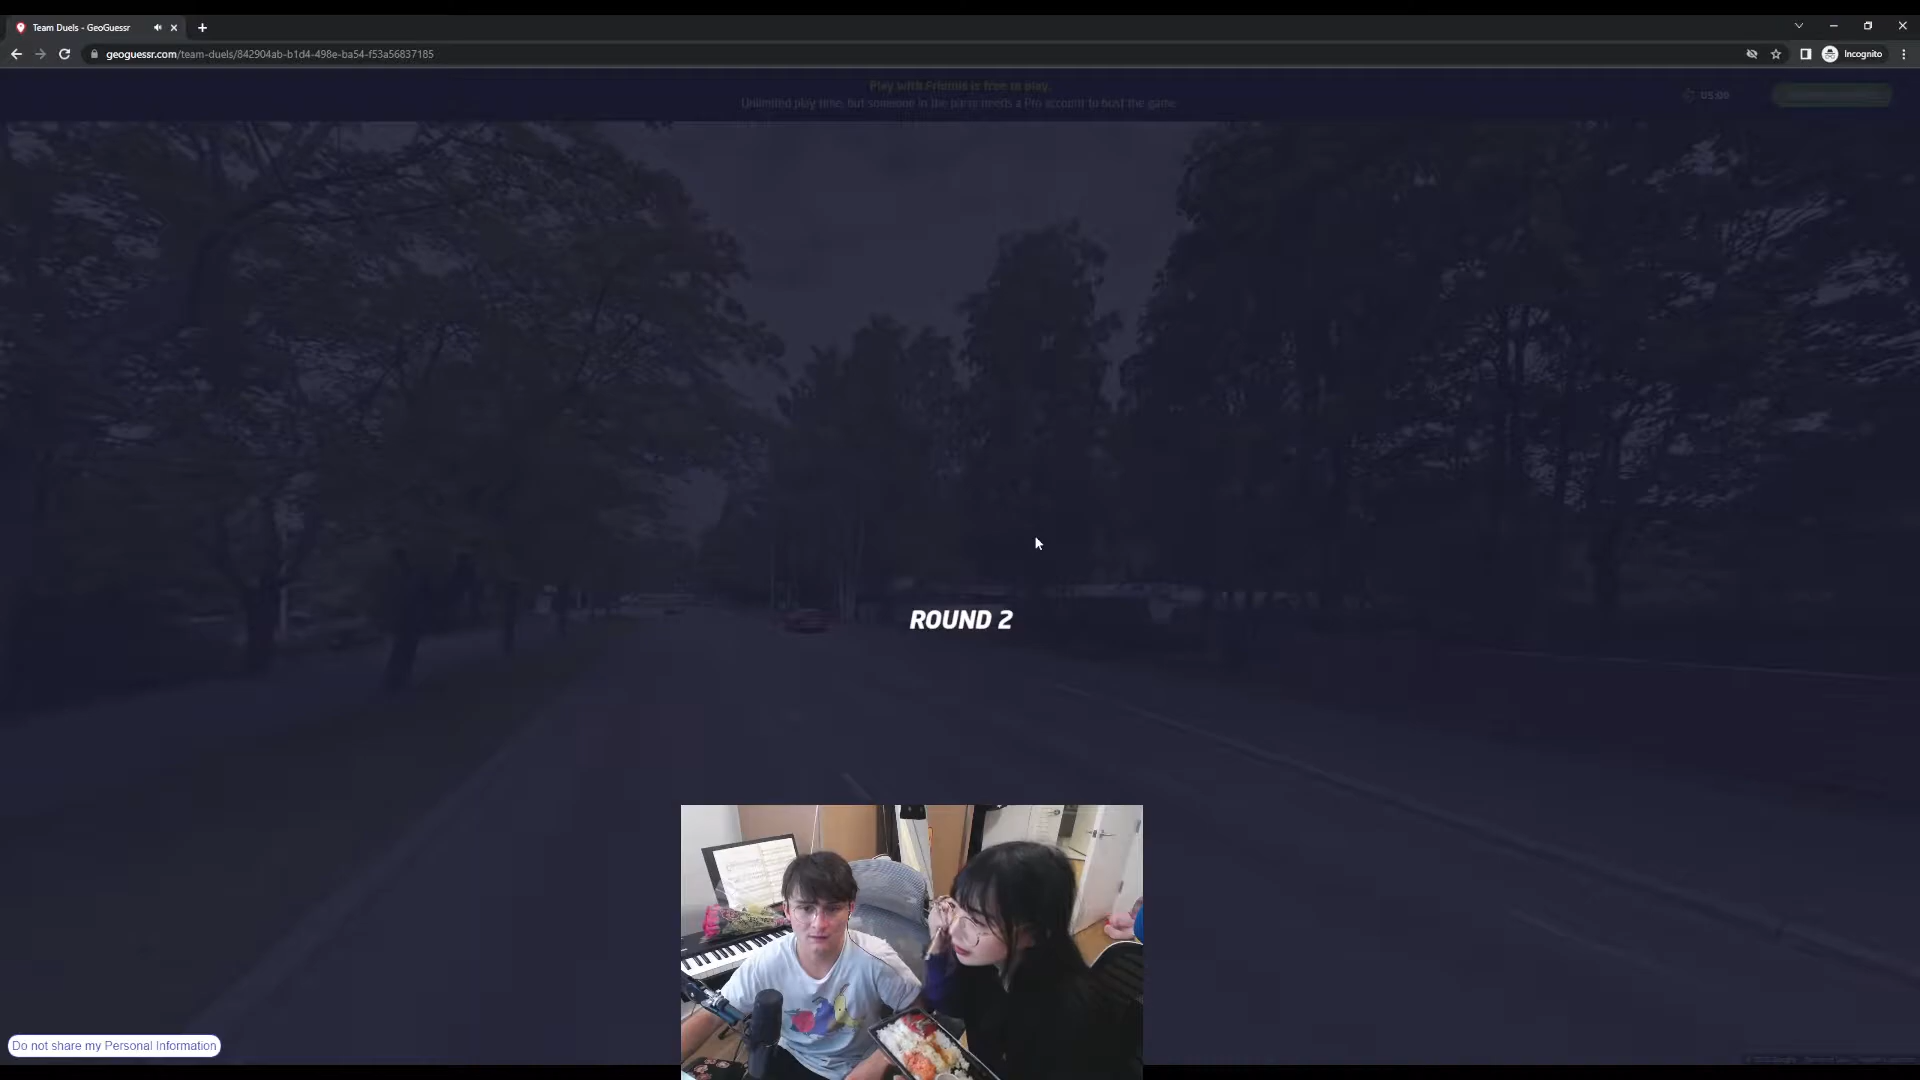 Team Duels - GeoGuessr
geoguessr.com/team-duels/842904ab-b1d4-498e-ba54-f53a56837185
Incognito
Play with Friends is free to play.
Unlimited play time, but someone in the party needs a Pro account to host the game
05:00
ROUND 2
Do not share my Personal Information